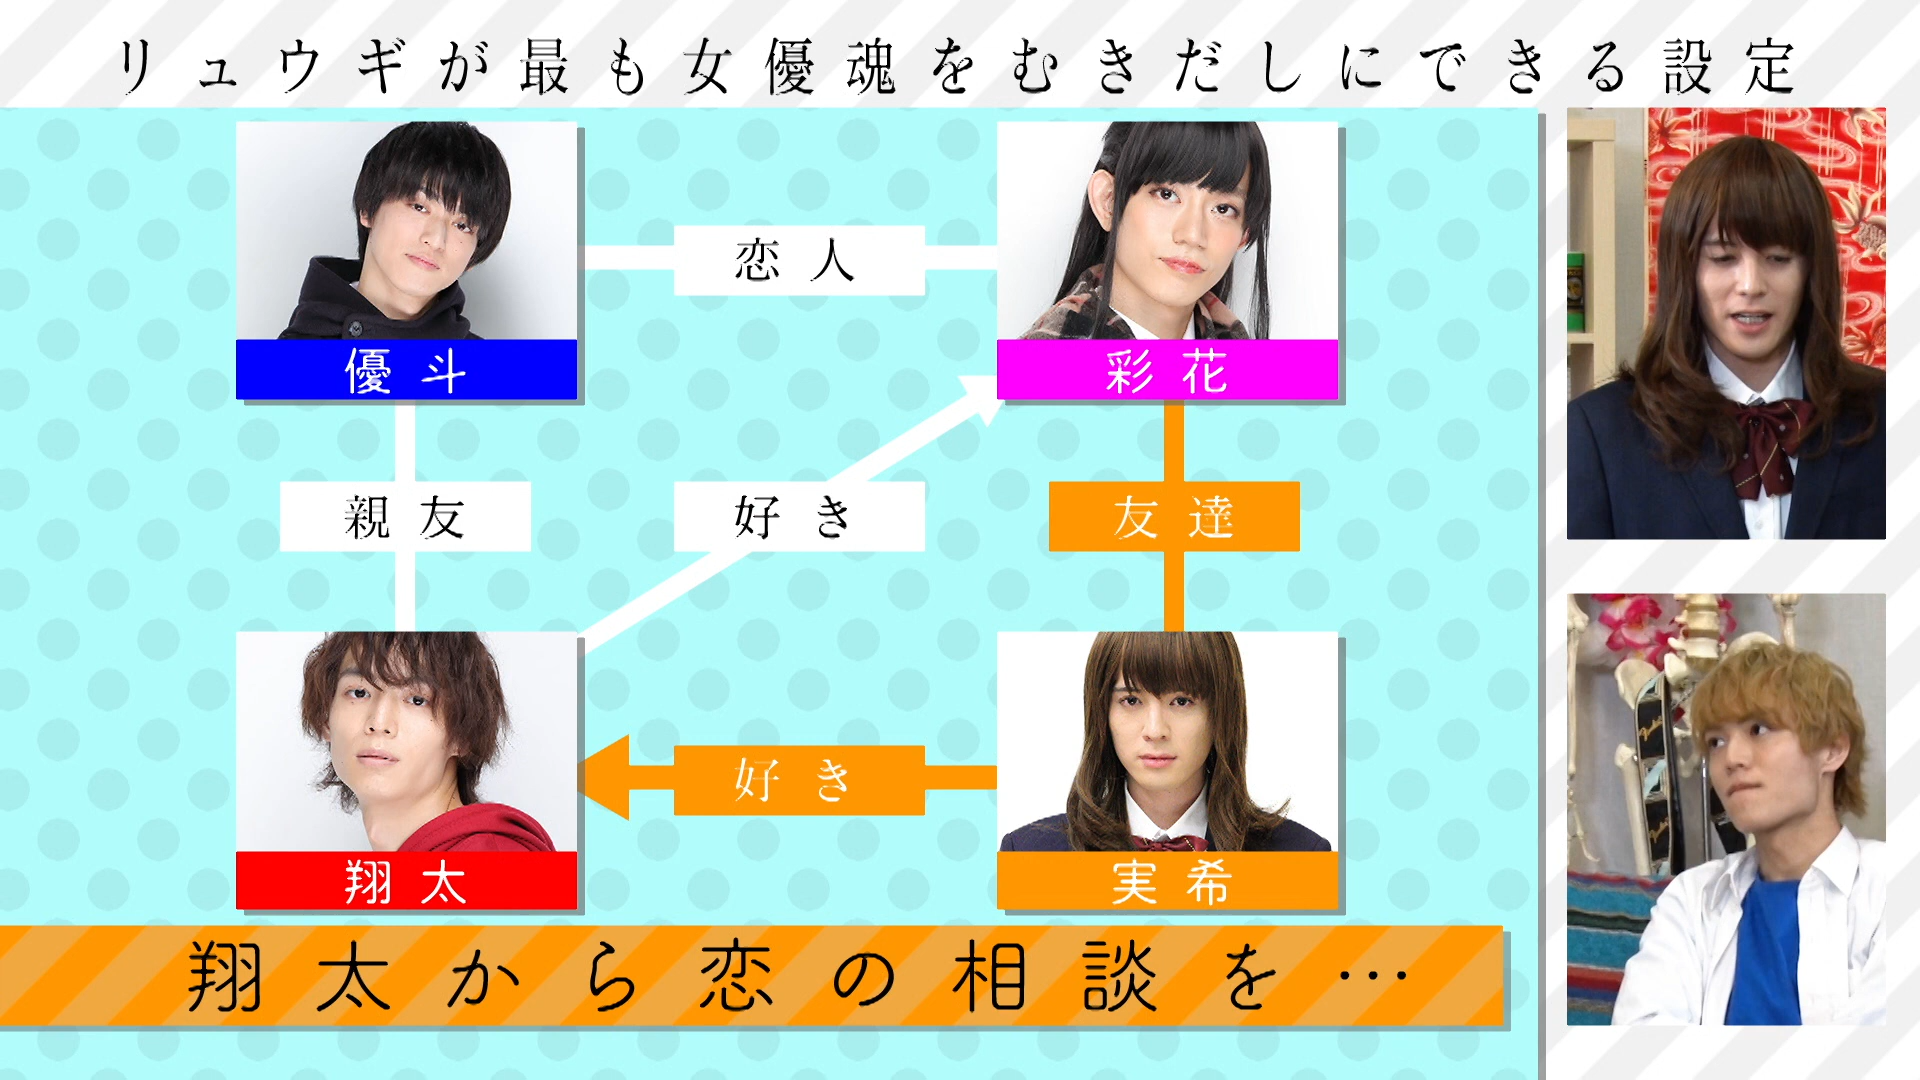 リュウギが最も女優魂をむきだしにできる設定
恋人
優斗
彩花
親友
好き
友達
好き
翔太
実希
翔太から恋の相談を…